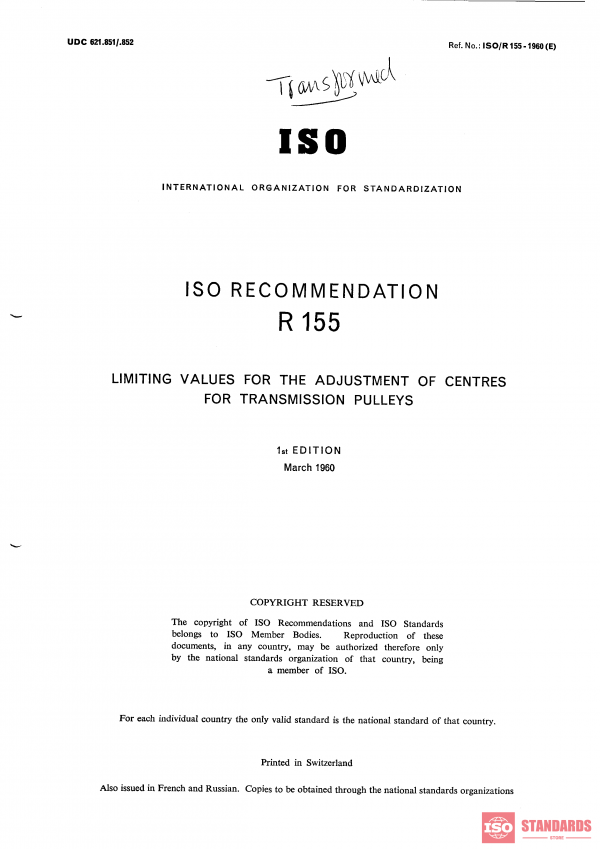 UDC 621.851/.852
Ref. No.: ISO/R 155-1960 (E)
Transformed
ISO
INTERNATIONAL ORGANIZATION FOR STANDARDIZATION
ISO RECOMMENDATION
R 155
LIMITING VALUES FOR THE ADJUSTMENT OF CENTRES
FOR TRANSMISSION PULLEYS
1st EDITION
March 1960
COPYRIGHT RESERVED
The copyright of ISO Recommendations and ISO Standards
belongs to ISO Member Bodies. Reproduction of these
documents, in any country, may be authorized therefore only
by the national standards organization of that country, being
a member of ISO.
For each individual country the only valid standard is the national standard of that country.
Printed in Switzerland
Also issued in French and Russian. Copies to be obtained through the national standards organizations
ISO STANDARDS
STORE